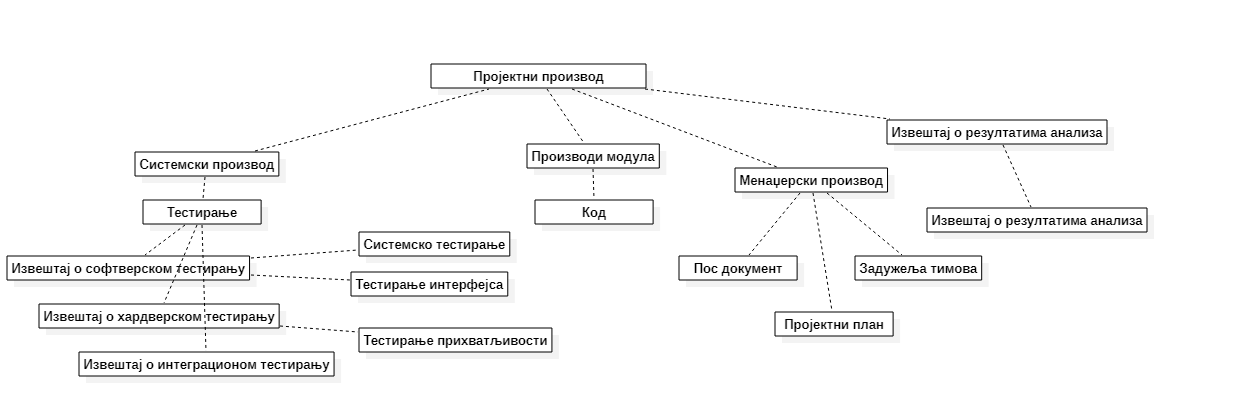 Пројектни производ
Извештај о резултатима анализа
Производи модула
Системски производ
Менаџерски производ
Тестирање
Код
Извештај о резултатима анализа
Системско тестирање
Извештај о софтверском тестирању
Пос документ
Задужеља тимова
Тестирање интерфејса
Извештај о хардверском тестирању
Пројектни план
Тестирање прихватљивости
Извештај о интеграционом тестирању